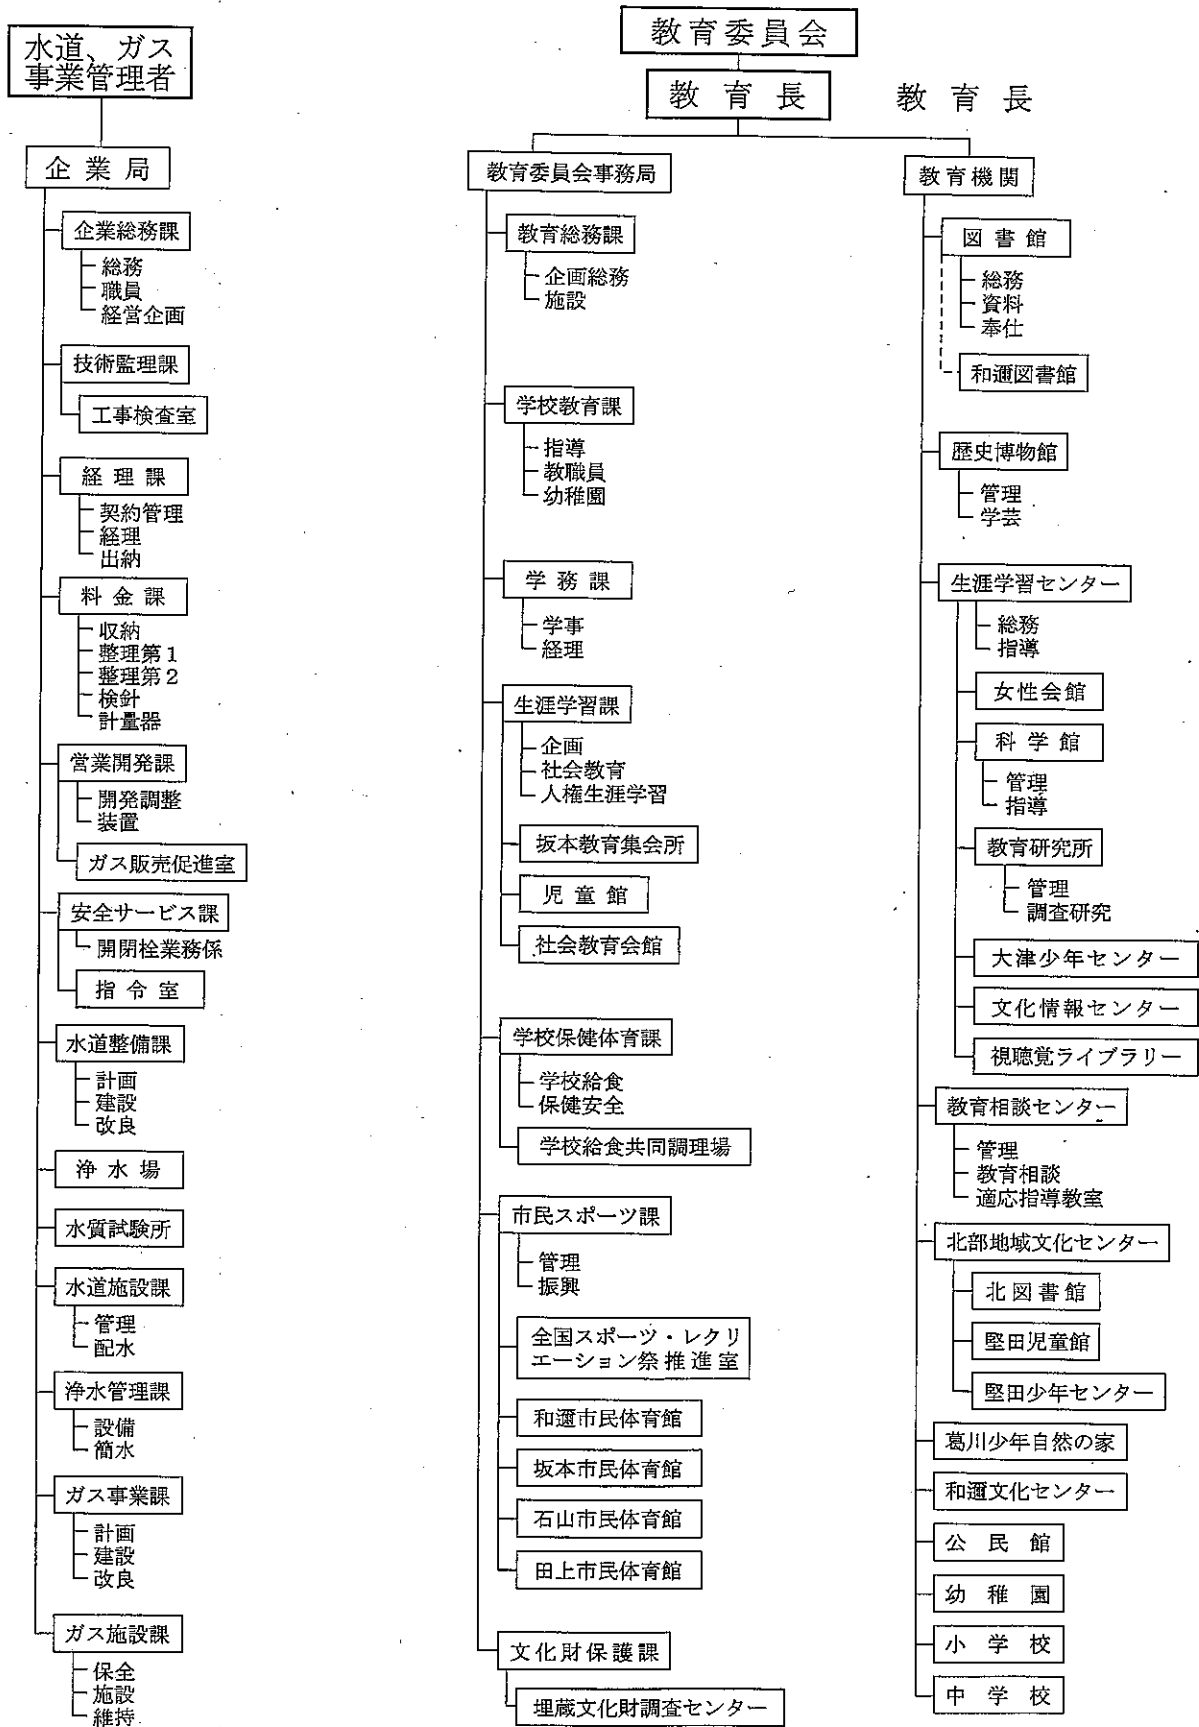 水道、ガス
事業管理者
企業局
企業総務課
総務
職員
経営企画
技術監理課
工事検査室
経理課
契約管理
経理
出納
料金課
収納
整理第1
整理第2
検針
計量器
営業開発課
開発調整
装置
ガス販売促進室
安全サービス課
開閉栓業務係
指令室
水道整備課
計画
建設
改良
浄水場
水質試験所
水道施設課
管理
配水
浄水管理課
設備
簡水
ガス事業課
計画
建設
改良
ガス施設課
保全
施設
維持
教育委員会
教育長
教育長
教育委員会事務局
教育総務課
企画総務
施設
学校教育課
指導
教職員
幼稚園
学務課
学事
経理
生涯学習課
企画
社会教育
人権生涯学習
坂本教育集会所
児童館
社会教育会館
学校保健体育課
学校給食
保健安全
学校給食共同調理場
市民スポーツ課
管理
振興
全国スポーツ・レクリ
エーション祭推進室
和邇市民体育館
坂本市民体育館
石山市民体育館
田上市民体育館
文化財保護課
埋蔵文化財調査センター
教育機関
図書館
総務
資料
奉仕
和邇図書館
歴史博物館
管理
学芸
生涯学習センター
総務
指導
女性会館
科学館
管理
指導
教育研究所
管理
調査研究
大津少年センター
文化情報センター
視聴覚ライブラリー
教育相談センター
管理
教育相談
適応指導教室
北部地域文化センター
北図書館
堅田児童館
堅田少年センター
葛川少年自然の家
和邇文化センター
公民館
幼稚園
小学校
中学校